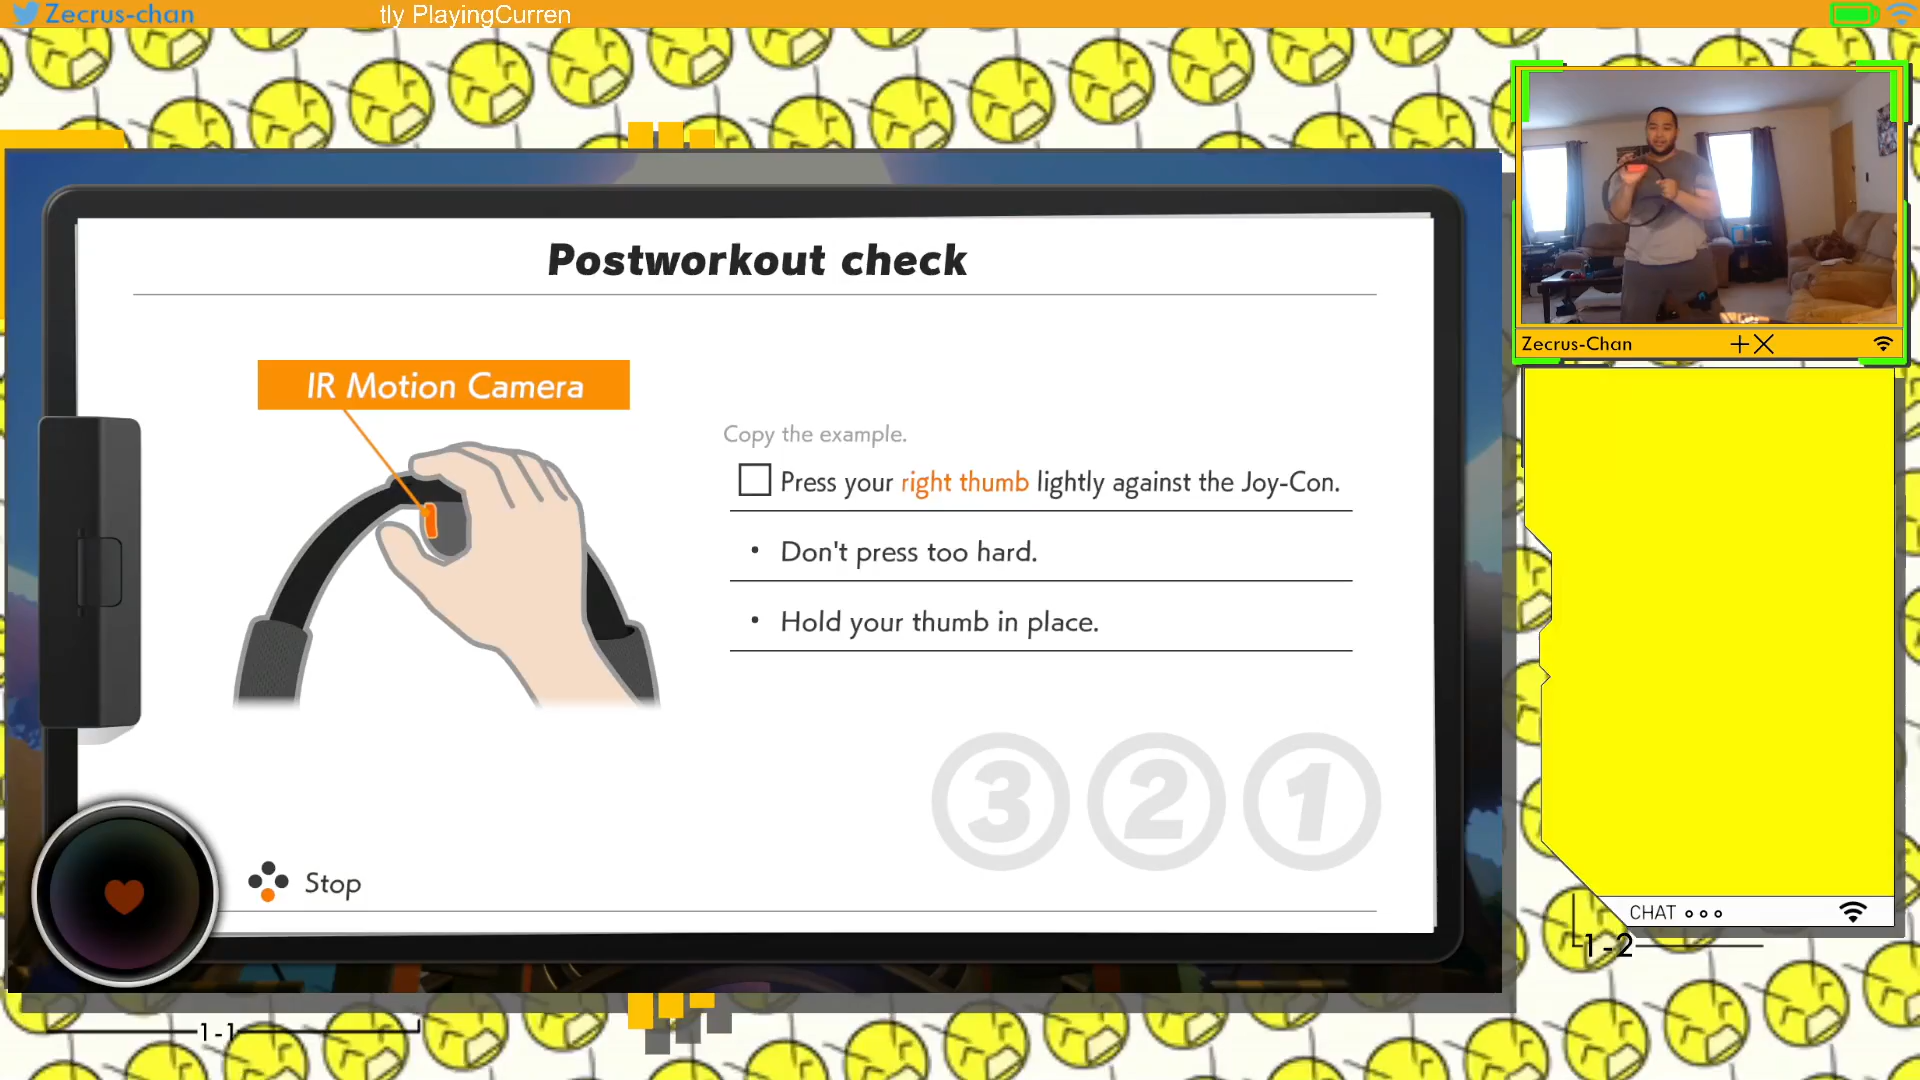 Zecrus-chan
tly PlayingCurren
Postworkout check
IR Motion Camera
Copy the example.
Press your right thumb lightly against the Joy-Con.
• Don't press too hard.
• Hold your thumb in place.
3 2 1
Stop
Zecrus-Chan
CHAT
1-2
1-1